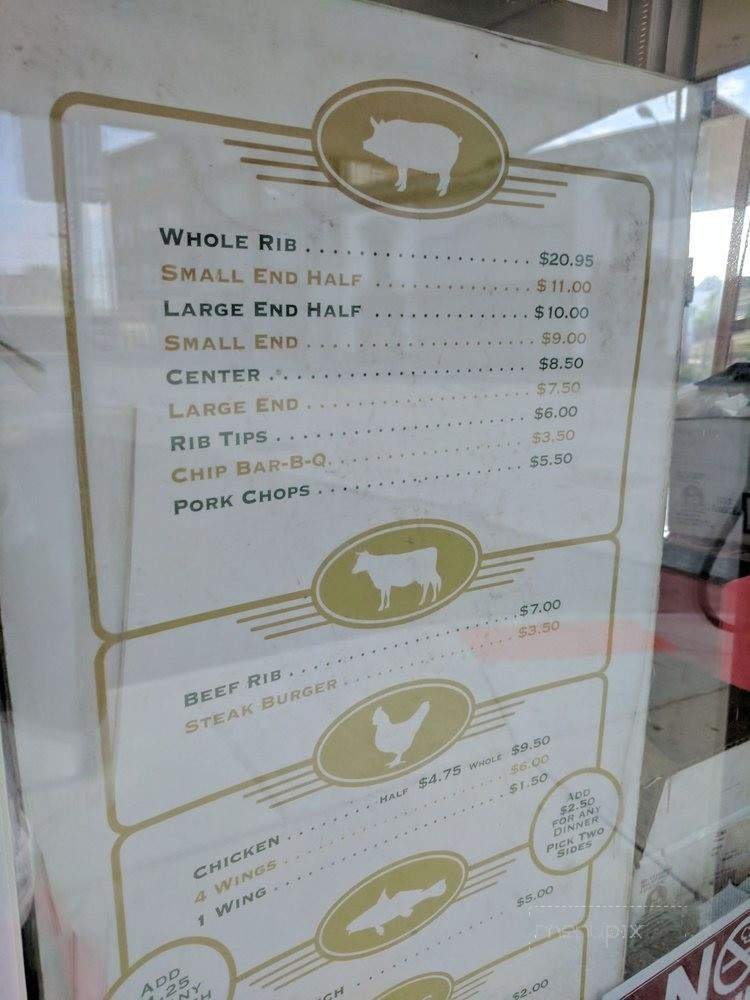 WHOLE RIB . . . . . . . . . . . . . . . . . . . . $20.95
SMALL END HALF . . . . . . . . . . . . . . $11.00
LARGE END HALF . . . . . . . . . . . . . . $10.00
SMALL END . . . . . . . . . . . . . . . . . . . . $9.00
CENTER . . . . . . . . . . . . . . . . . . . . . . . $8.50
LARGE END . . . . . . . . . . . . . . . . . . . . $7.50
RIB TIPS . . . . . . . . . . . . . . . . . . . . . . $6.00
CHIP BAR-B-Q. . . . . . . . . . . . . . . . . . $3.50
PORK CHOPS . . . . . . . . . . . . . . . . . . $5.50
BEEF RIB . . . . . . . . . . . . . . . . . . . . . . $7.00
STEAK BURGER . . . . . . . . . . . . . . . . $3.50
CHICKEN . . . . . . . . . HALF $4.75 WHOLE $9.50
4 WINGS . . . . . . . . . . . . . . . . . . . . . . $6.00
1 WING . . . . . . . . . . . . . . . . . . . . . . . $1.50
ADD
$2.50
FOR ANY
DINNER
PICK TWO
SIDES
$5.00
ADD
$2.00
menupix